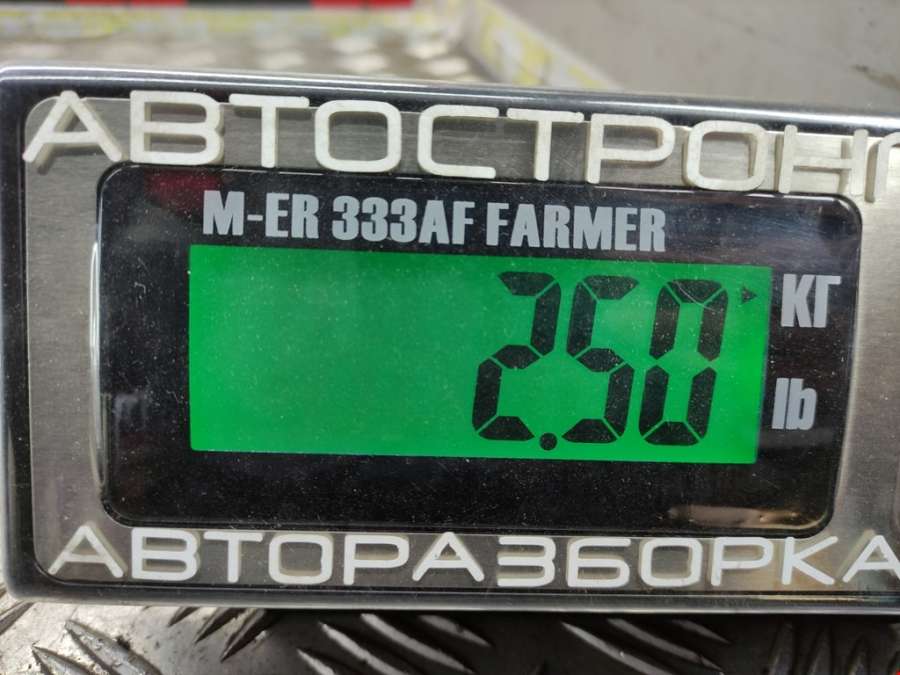 АВТОСТРОНГ
M-ER 333AF FARMER
2.50
КГ
lb
АВТОРАЗБОРКА